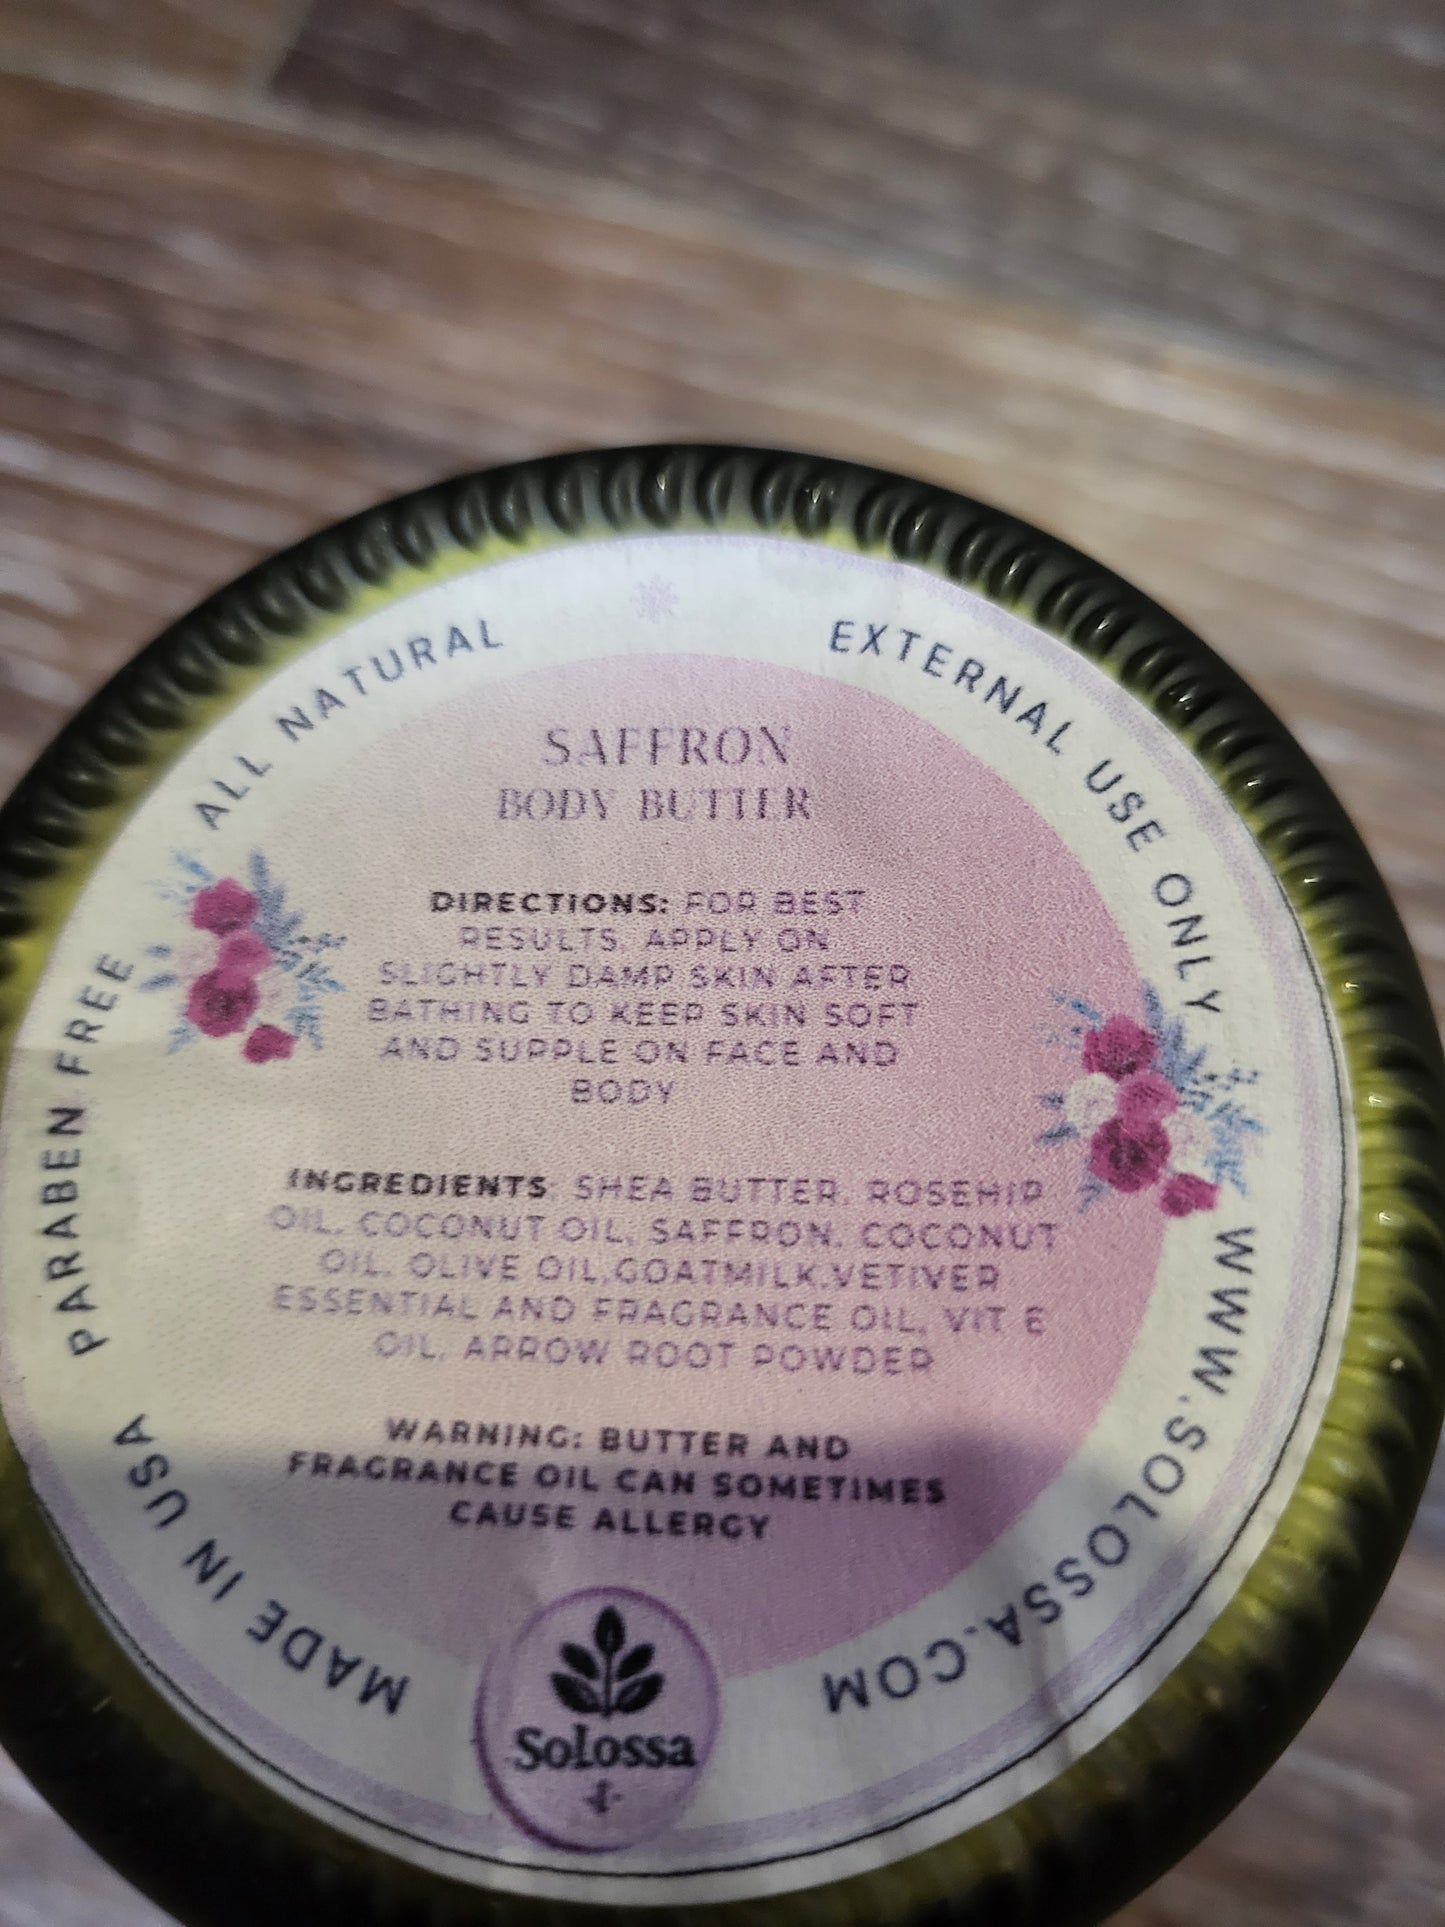 ALL NATURAL
EXTERNAL USE ONLY
PARABEN FREE
SAFFRON
BODY BUTTER
DIRECTIONS: FOR BEST
RESULTS, APPLY ON
SLIGHTLY DAMP SKIN AFTER
BATHING TO KEEP SKIN SOFT
AND SUPPLE ON FACE AND
BODY
INGREDIENTS: SHEA BUTTER, ROSEHIP
OIL, COCONUT OIL, SAFFRON, COCONUT
OIL, OLIVE OIL,GOATMILK,VETIVER
ESSENTIAL AND FRAGRANCE OIL, VIT E
OIL, ARROW ROOT POWDER
WARNING: BUTTER AND
FRAGRANCE OIL CAN SOMETIMES
CAUSE ALLERGY
MADE IN USA
WWW.SOLOSSA.COM
SoLossa